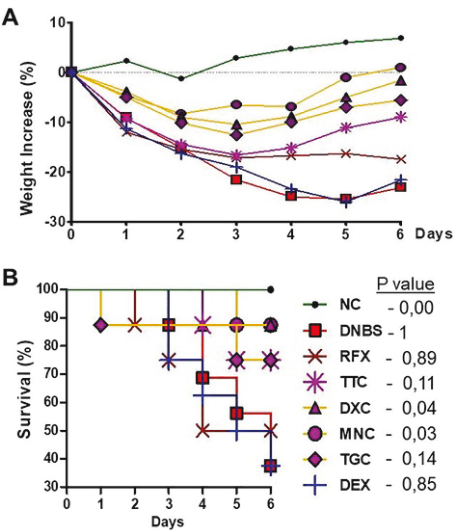 A
Weight Increase (%)
10
0
-10
-20
-30
0 1 2 3 4 5 6 Days
B
Survival (%)
100
90
80
70
60
50
40
30
0 1 2 3 4 5 6
Days
P value
NC - 0,00
DNBS - 1
RFX - 0,89
TTC - 0,11
DXC - 0,04
MNC - 0,03
TGC - 0,14
DEX - 0,85